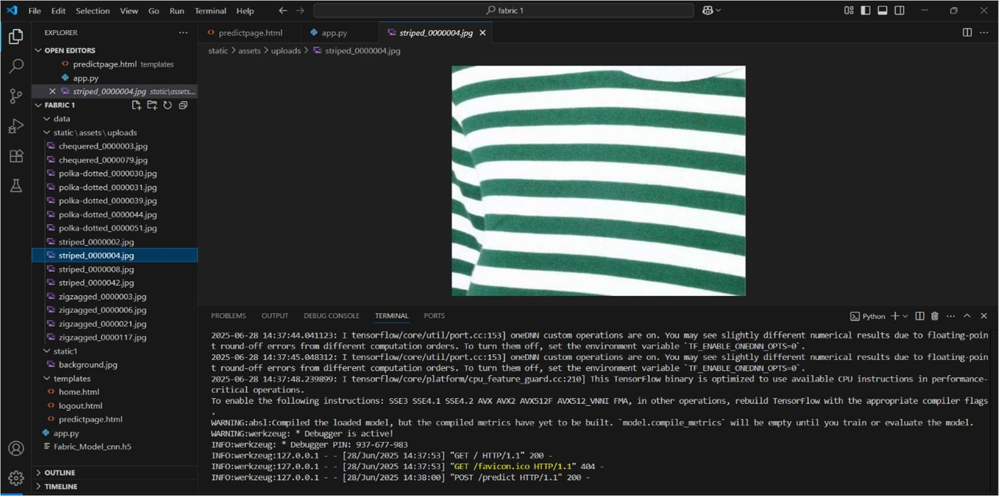 File Edit Selection View Go Run Terminal Help
fabric 1
EXPLORER
OPEN EDITORS
predictpage.html templates
app.py
striped_0000004.jpg static\assets...
FABRIC 1
data
static\assets\uploads
chequered_0000003.jpg
chequered_0000079.jpg
polka-dotted_0000030.jpg
polka-dotted_0000031.jpg
polka-dotted_0000039.jpg
polka-dotted_0000044.jpg
polka-dotted_0000051.jpg
striped_0000002.jpg
striped_0000004.jpg
striped_0000008.jpg
striped_0000042.jpg
zigzagged_0000003.jpg
zigzagged_0000006.jpg
zigzagged_0000021.jpg
zigzagged_0000117.jpg
static1
background.jpg
templates
home.html
logout.html
predictpage.html
app.py
Fabric_Model_cnn.h5
OUTLINE
TIMELINE
predictpage.html app.py striped_0000004.jpg
static > assets > uploads > striped_0000004.jpg
PROBLEMS OUTPUT DEBUG CONSOLE TERMINAL PORTS
Python
2025-06-28 14:37:44.041123: I tensorflow/core/util/port.cc:153] oneDNN custom operations are on. You may see slightly different numerical results due to floating-poin
t round-off errors from different computation orders. To turn them off, set the environment variable `TF_ENABLE_ONEDNN_OPTS=0`.
2025-06-28 14:37:45.048312: I tensorflow/core/util/port.cc:153] oneDNN custom operations are on. You may see slightly different numerical results due to floating-poin
t round-off errors from different computation orders. To turn them off, set the environment variable `TF_ENABLE_ONEDNN_OPTS=0`.
2025-06-28 14:37:48.239899: I tensorflow/core/platform/cpu_feature_guard.cc:210] This TensorFlow binary is optimized to use available CPU instructions in performance-
critical operations.
To enable the following instructions: SSE3 SSE4.1 SSE4.2 AVX AVX2 AVX512F AVX512_VNNI FMA, in other operations, rebuild TensorFlow with the appropriate compiler flags
.
WARNING:absl:Compiled the loaded model, but the compiled metrics have yet to be built. `model.compile_metrics` will be empty until you train or evaluate the model.
WARNING:werkzeug: * Debugger is active!
INFO:werkzeug: * Debugger PIN: 937-677-983
INFO:werkzeug:127.0.0.1 - - [28/Jun/2025 14:37:53] "GET / HTTP/1.1" 200 -
INFO:werkzeug:127.0.0.1 - - [28/Jun/2025 14:37:53] "GET /favicon.ico HTTP/1.1" 404 -
INFO:werkzeug:127.0.0.1 - - [28/Jun/2025 14:38:00] "POST /predict HTTP/1.1" 200 -